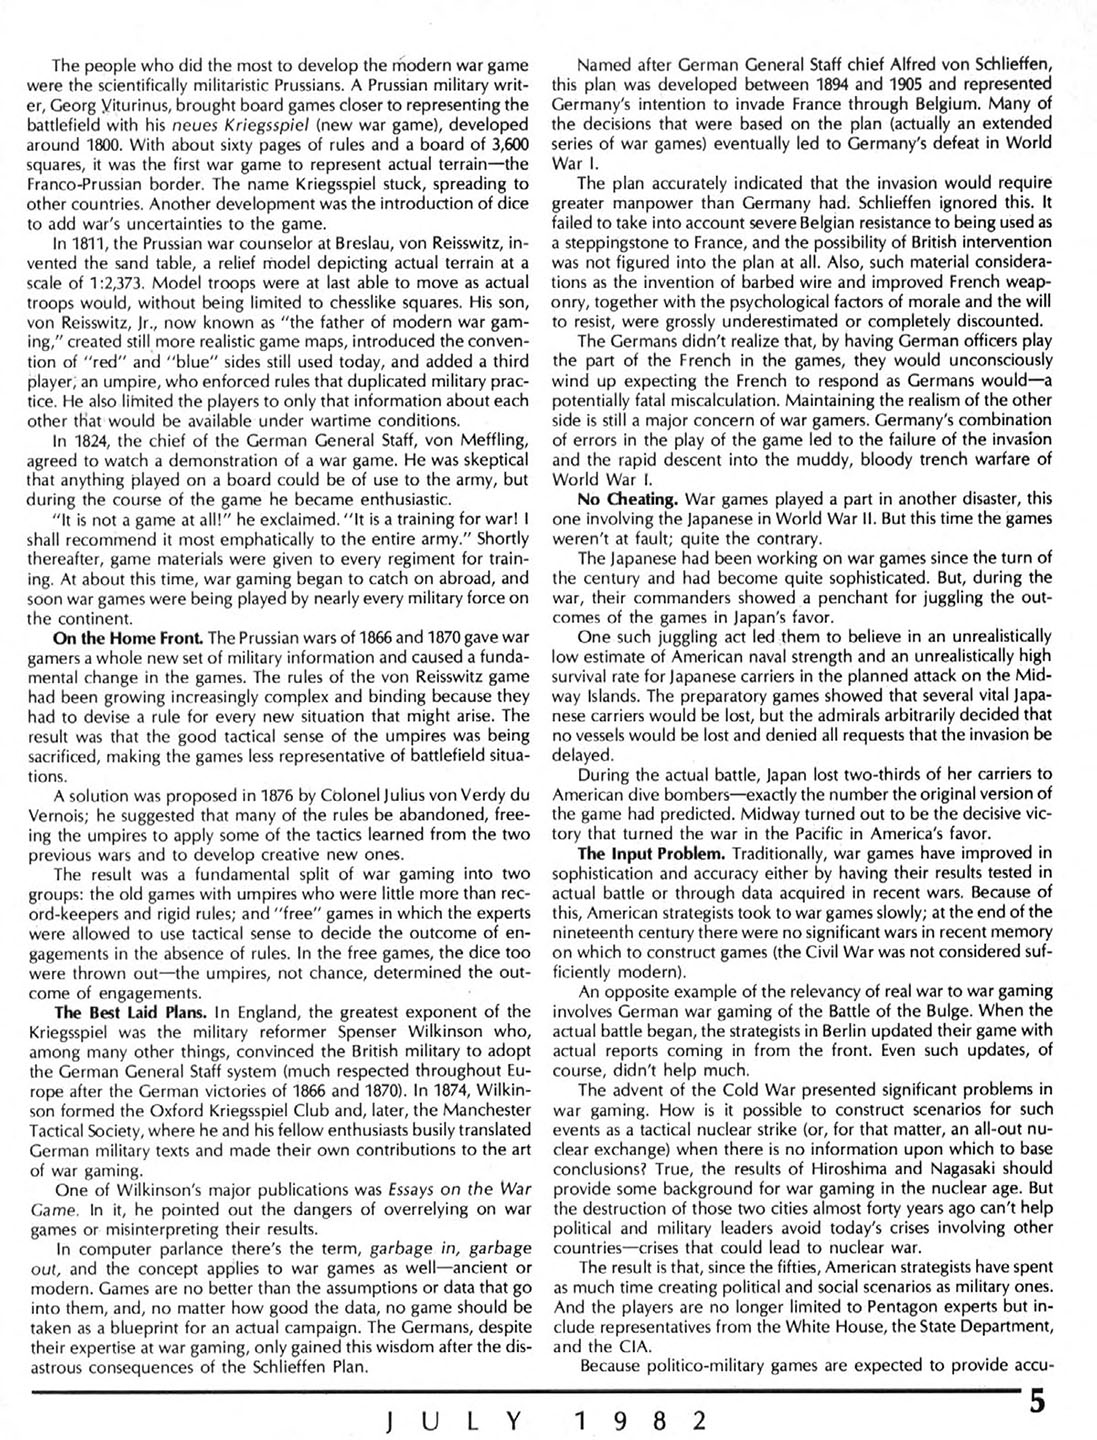 The people who did the most to develop the modern war game
were the scientifically militaristic Prussians. A Prussian military writ-
er, Georg Viturinus, brought board games closer to representing the
battlefield with his neues Kriegsspiel (new war game), developed
around 1800. With about sixty pages of rules and a board of 3,600
squares, it was the first war game to represent actual terrain—the
Franco-Prussian border. The name Kriegsspiel stuck, spreading to
other countries. Another development was the introduction of dice
to add war's uncertainties to the game.
In 1811, the Prussian war counselor at Breslau, von Reisswitz, in-
vented the sand table, a relief model depicting actual terrain at a
scale of 1:2,373. Model troops were at last able to move as actual
troops would, without being limited to chesslike squares. His son,
von Reisswitz, Jr., now known as "the father of modern war gam-
ing," created still more realistic game maps, introduced the conven-
tion of "red" and "blue" sides still used today, and added a third
player, an umpire, who enforced rules that duplicated military prac-
tice. He also limited the players to only that information about each
other that would be available under wartime conditions.
In 1824, the chief of the German General Staff, von Meffling,
agreed to watch a demonstration of a war game. He was skeptical
that anything played on a board could be of use to the army, but
during the course of the game he became enthusiastic.
"It is not a game at all!" he exclaimed. "It is a training for war! I
shall recommend it most emphatically to the entire army." Shortly
thereafter, game materials were given to every regiment for train-
ing. At about this time, war gaming began to catch on abroad, and
soon war games were being played by nearly every military force on
the continent.
On the Home Front. The Prussian wars of 1866 and 1870 gave war
gamers a whole new set of military information and caused a funda-
mental change in the games. The rules of the von Reisswitz game
had been growing increasingly complex and binding because they
had to devise a rule for every new situation that might arise. The
result was that the good tactical sense of the umpires was being
sacrificed, making the games less representative of battlefield situa-
tions.
A solution was proposed in 1876 by Colonel Julius von Verdy du
Vernois; he suggested that many of the rules be abandoned, free-
ing the umpires to apply some of the tactics learned from the two
previous wars and to develop creative new ones.
The result was a fundamental split of war gaming into two
groups: the old games with umpires who were little more than rec-
ord-keepers and rigid rules; and "free" games in which the experts
were allowed to use tactical sense to decide the outcome of en-
gagements in the absence of rules. In the free games, the dice too
were thrown out—the umpires, not chance, determined the out-
come of engagements.
The Best Laid Plans. In England, the greatest exponent of the
Kriegsspiel was the military reformer Spenser Wilkinson who,
among many other things, convinced the British military to adopt
the German General Staff system (much respected throughout Eu-
rope after the German victories of 1866 and 1870). In 1874, Wilkin-
son formed the Oxford Kriegsspiel Club and, later, the Manchester
Tactical Society, where he and his fellow enthusiasts busily translated
German military texts and made their own contributions to the art
of war gaming.
One of Wilkinson's major publications was Essays on the War
Game. In it, he pointed out the dangers of overrelying on war
games or misinterpreting their results.
In computer parlance there's the term, garbage in, garbage
out, and the concept applies to war games as well—ancient or
modern. Games are no better than the assumptions or data that go
into them, and, no matter how good the data, no game should be
taken as a blueprint for an actual campaign. The Germans, despite
their expertise at war gaming, only gained this wisdom after the dis-
astrous consequences of the Schlieffen Plan.
Named after German General Staff chief Alfred von Schlieffen,
this plan was developed between 1894 and 1905 and represented
Germany's intention to invade France through Belgium. Many of
the decisions that were based on the plan (actually an extended
series of war games) eventually led to Germany's defeat in World
War I.
The plan accurately indicated that the invasion would require
greater manpower than Germany had. Schlieffen ignored this. It
failed to take into account severe Belgian resistance to being used as
a steppingstone to France, and the possibility of British intervention
was not figured into the plan at all. Also, such material considera-
tions as the invention of barbed wire and improved French weap-
onry, together with the psychological factors of morale and the will
to resist, were grossly underestimated or completely discounted.
The Germans didn't realize that, by having German officers play
the part of the French in the games, they would unconsciously
wind up expecting the French to respond as Germans would—a
potentially fatal miscalculation. Maintaining the realism of the other
side is still a major concern of war gamers. Germany's combination
of errors in the play of the game led to the failure of the invasion
and the rapid descent into the muddy, bloody trench warfare of
World War I.
No Cheating. War games played a part in another disaster, this
one involving the Japanese in World War II. But this time the games
weren't at fault; quite the contrary.
The Japanese had been working on war games since the turn of
the century and had become quite sophisticated. But, during the
war, their commanders showed a penchant for juggling the out-
comes of the games in Japan's favor.
One such juggling act led them to believe in an unrealistically
low estimate of American naval strength and an unrealistically high
survival rate for Japanese carriers in the planned attack on the Mid-
way Islands. The preparatory games showed that several vital Japa-
nese carriers would be lost, but the admirals arbitrarily decided that
no vessels would be lost and denied all requests that the invasion be
delayed.
During the actual battle, Japan lost two-thirds of her carriers to
American dive bombers—exactly the number the original version of
the game had predicted. Midway turned out to be the decisive vic-
tory that turned the war in the Pacific in America's favor.
The Input Problem. Traditionally, war games have improved in
sophistication and accuracy either by having their results tested in
actual battle or through data acquired in recent wars. Because of
this, American strategists took to war games slowly; at the end of the
nineteenth century there were no significant wars in recent memory
on which to construct games (the Civil War was not considered suf-
ficiently modern).
An opposite example of the relevancy of real war to war gaming
involves German war gaming of the Battle of the Bulge. When the
actual battle began, the strategists in Berlin updated their game with
actual reports coming in from the front. Even such updates, of
course, didn't help much.
The advent of the Cold War presented significant problems in
war gaming. How is it possible to construct scenarios for such
events as a tactical nuclear strike (or, for that matter, an all-out nu-
clear exchange) when there is no information upon which to base
conclusions? True, the results of Hiroshima and Nagasaki should
provide some background for war gaming in the nuclear age. But
the destruction of those two cities almost forty years ago can't help
political and military leaders avoid today's crises involving other
countries—crises that could lead to nuclear war.
The result is that, since the fifties, American strategists have spent
as much time creating political and social scenarios as military ones.
And the players are no longer limited to Pentagon experts but in-
clude representatives from the White House, the State Department,
and the CIA.
Because politico-military games are expected to provide accu-
5
JULY 1982